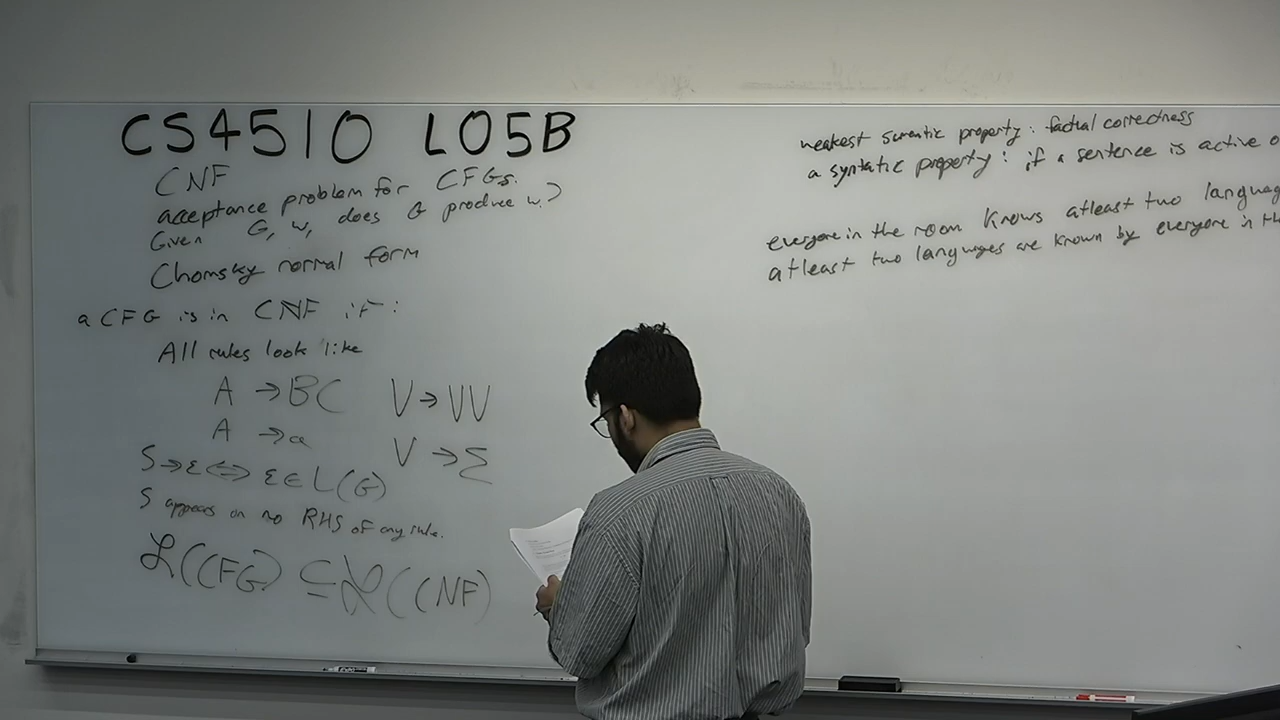 CS4510 L05B
CNF
acceptance problem for CFGs.
Given G, w, does G produce w?
Chomsky normal form
a CFG is in CNF if:
All rules look like
A → BC V → VV
A → a V → Σ
S → ε ⇔ ε ∈ L(G)
S appears on no RHS of any rule.
ℒ(CFG) ⊆ ℒ(CNF)
weakest semantic property: factual correctness
a syntatic property: if a sentence is active o
everyone in the room knows atleast two languag
atleast two languages are known by everyone in th